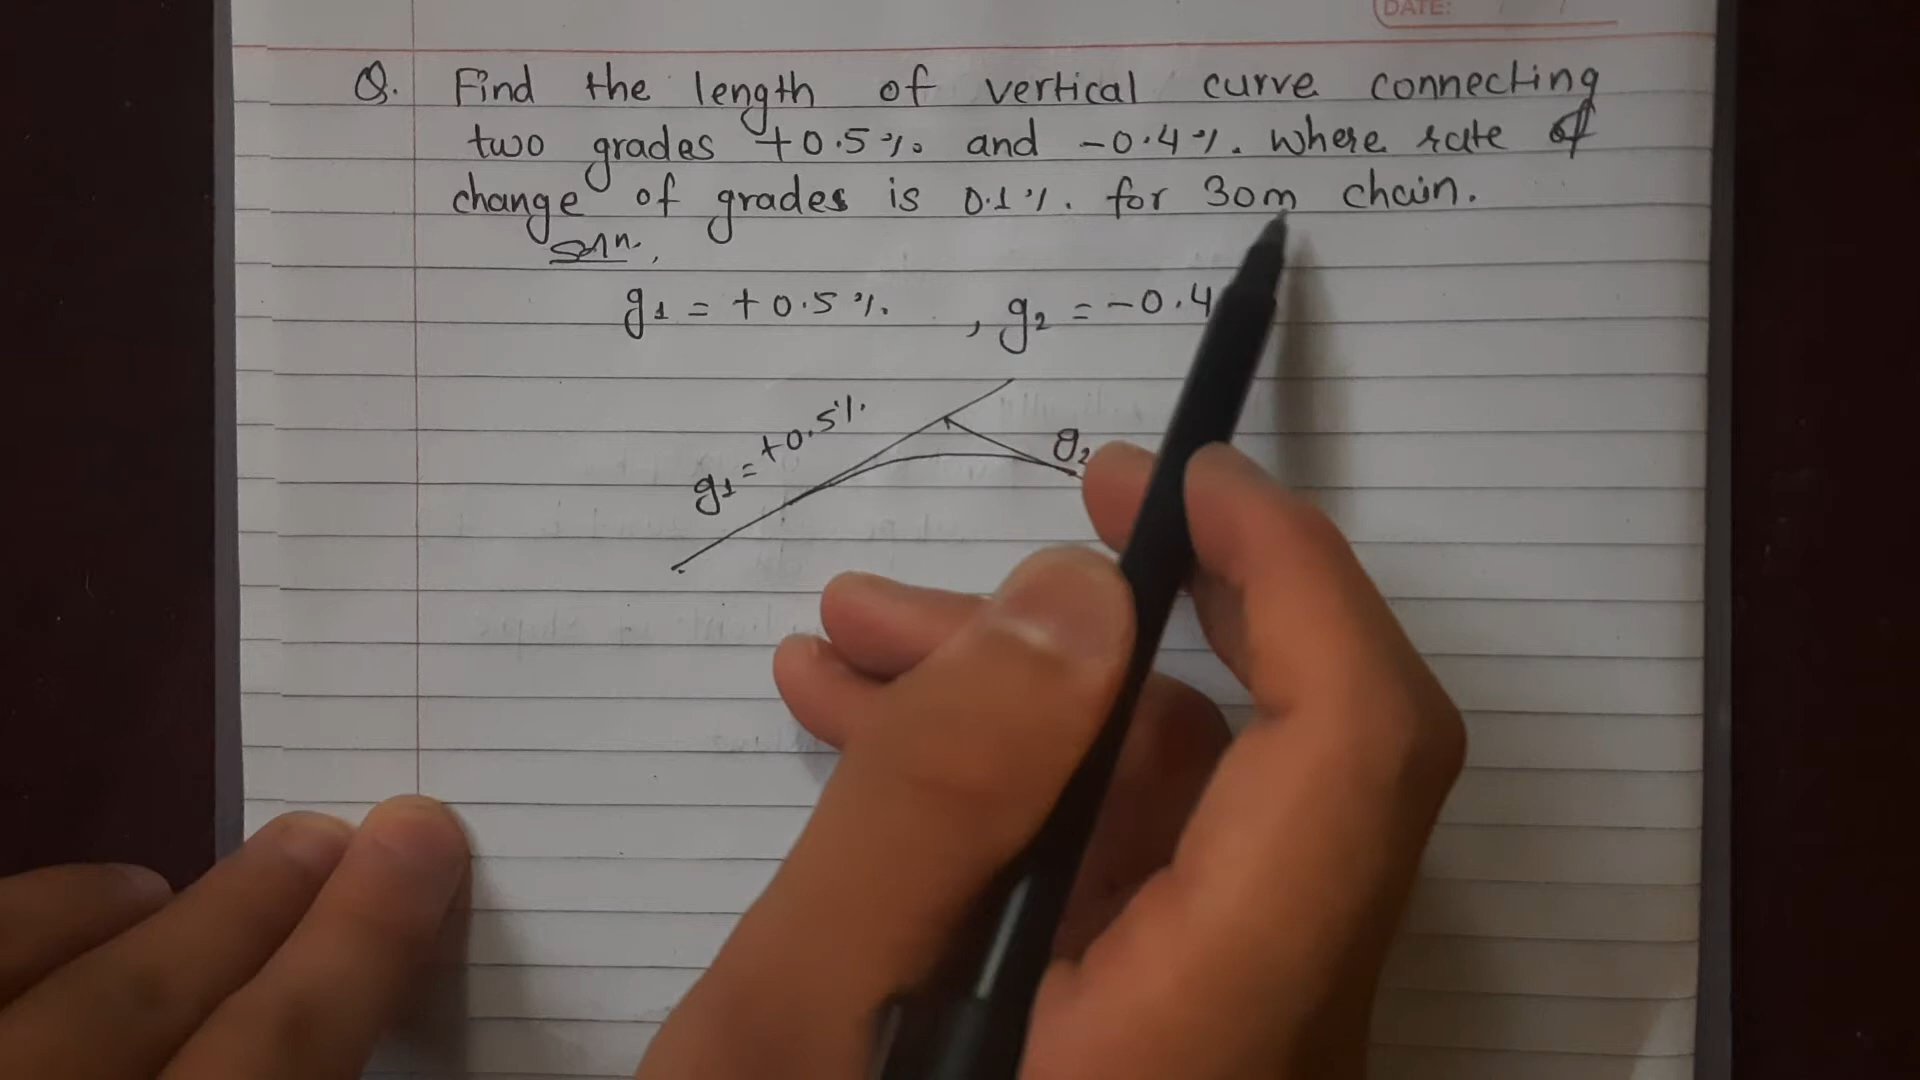 DATE:
Q. Find the length of vertical curve connecting
two grades +0.5% and -0.4%. where rate of
change of grades is 0.1%. for 30m chain.
Soln.,
g1 = +0.5%, g2 = -0.4
g1 = +0.5%
g2